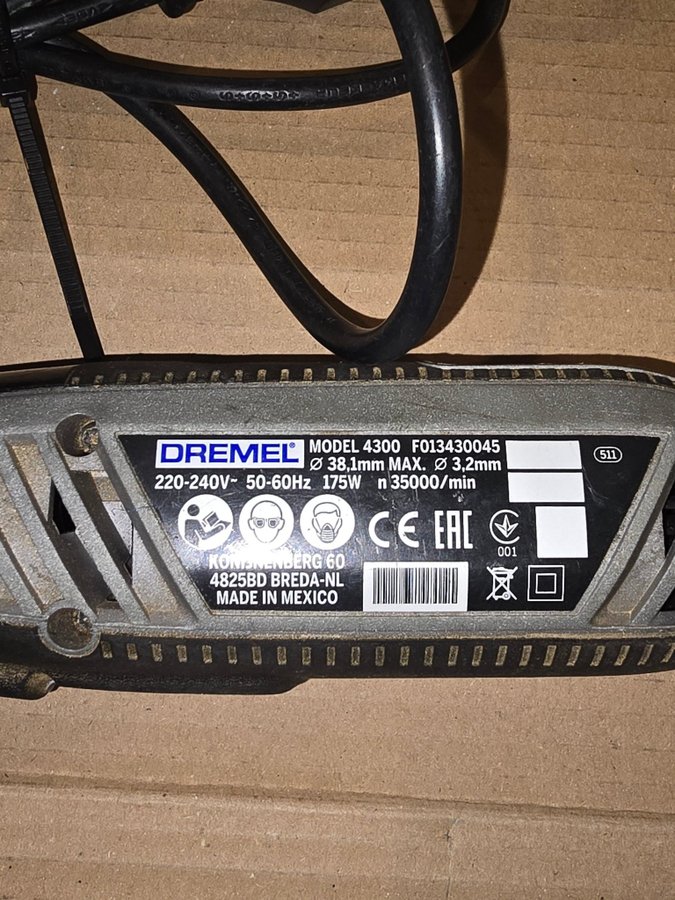 DREMEL MODEL 4300 F013430045
Ø 38,1mm MAX. Ø 3,2mm
220-240V~ 50-60Hz 175W n 35000/min
511
CE EAC
001
60
4825BD BREDA-NL
MADE IN MEXICO